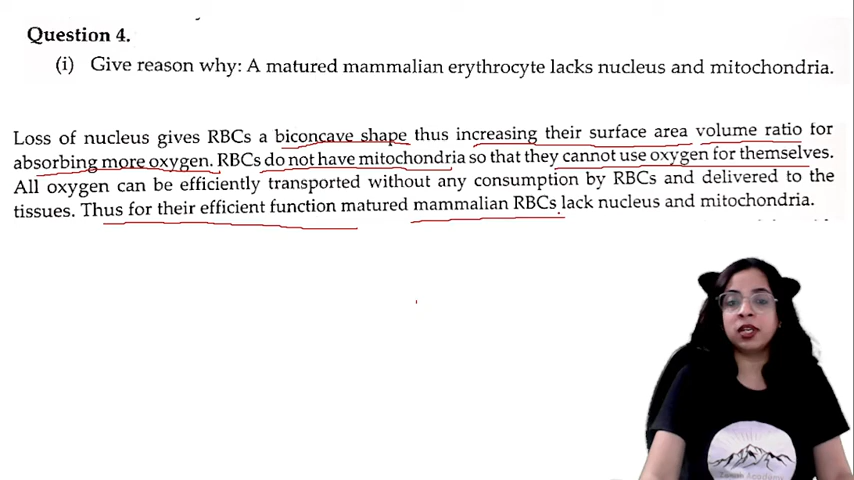 Question 4.
(i) Give reason why: A matured mammalian erythrocyte lacks nucleus and mitochondria.
Loss of nucleus gives RBCs a biconcave shape thus increasing their surface area volume ratio for
absorbing more oxygen. RBCs do not have mitochondria so that they cannot use oxygen for themselves.
All oxygen can be efficiently transported without any consumption by RBCs and delivered to the
tissues. Thus for their efficient function matured mammalian RBCs lack nucleus and mitochondria.
Academy